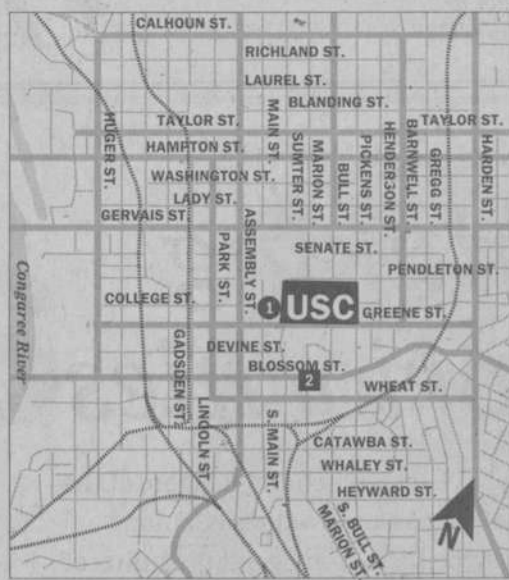 CALHOUN ST.
RICHLAND ST.
LAUREL ST.
BLANDING ST.
TAYLOR ST.
TAYLOR ST.
HAMPTON ST.
WASHINGTON ST.
LADY ST.
GERVAIS ST.
HUGER ST.
MAIN ST.
SUMTER ST.
MARION ST.
BULL ST.
PICKENS ST.
HENDER3ON ST.
BARNWELL ST.
GREGG ST.
HARDEN ST.
PARK ST.
ASSEMBLY ST.
SENATE ST.
PENDLETON ST.
Congaree River
COLLEGE ST.
1 USC
GREENE ST.
GADSDEN ST.
DEVINE ST.
BLOSSOM ST.
2
WHEAT ST.
LINCOLN ST
S. MAIN ST.
CATAWBA ST.
WHALEY ST.
HEYWARD ST.
S. BULL ST.
MARION ST.
N